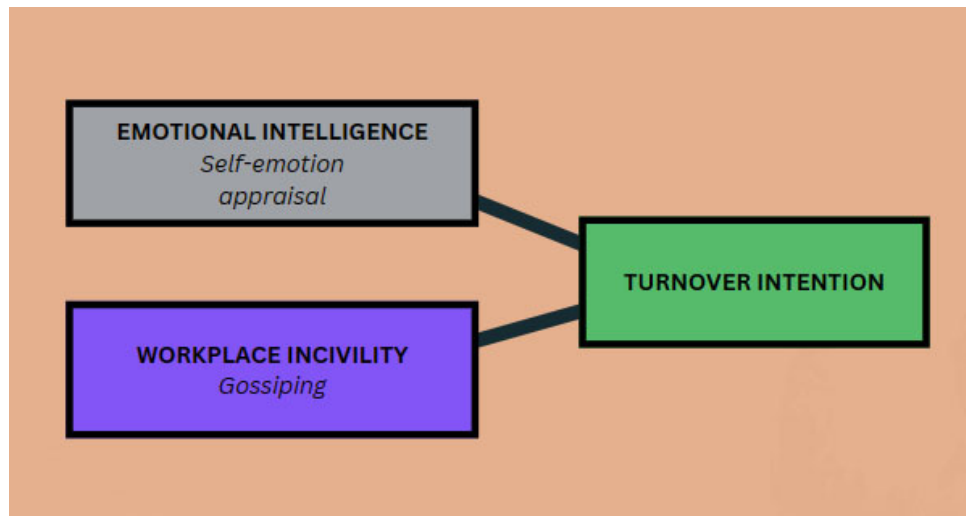 EMOTIONAL INTELLIGENCE
Self-emotion
appraisal
WORKPLACE INCIVILITY
Gossiping
TURNOVER INTENTION